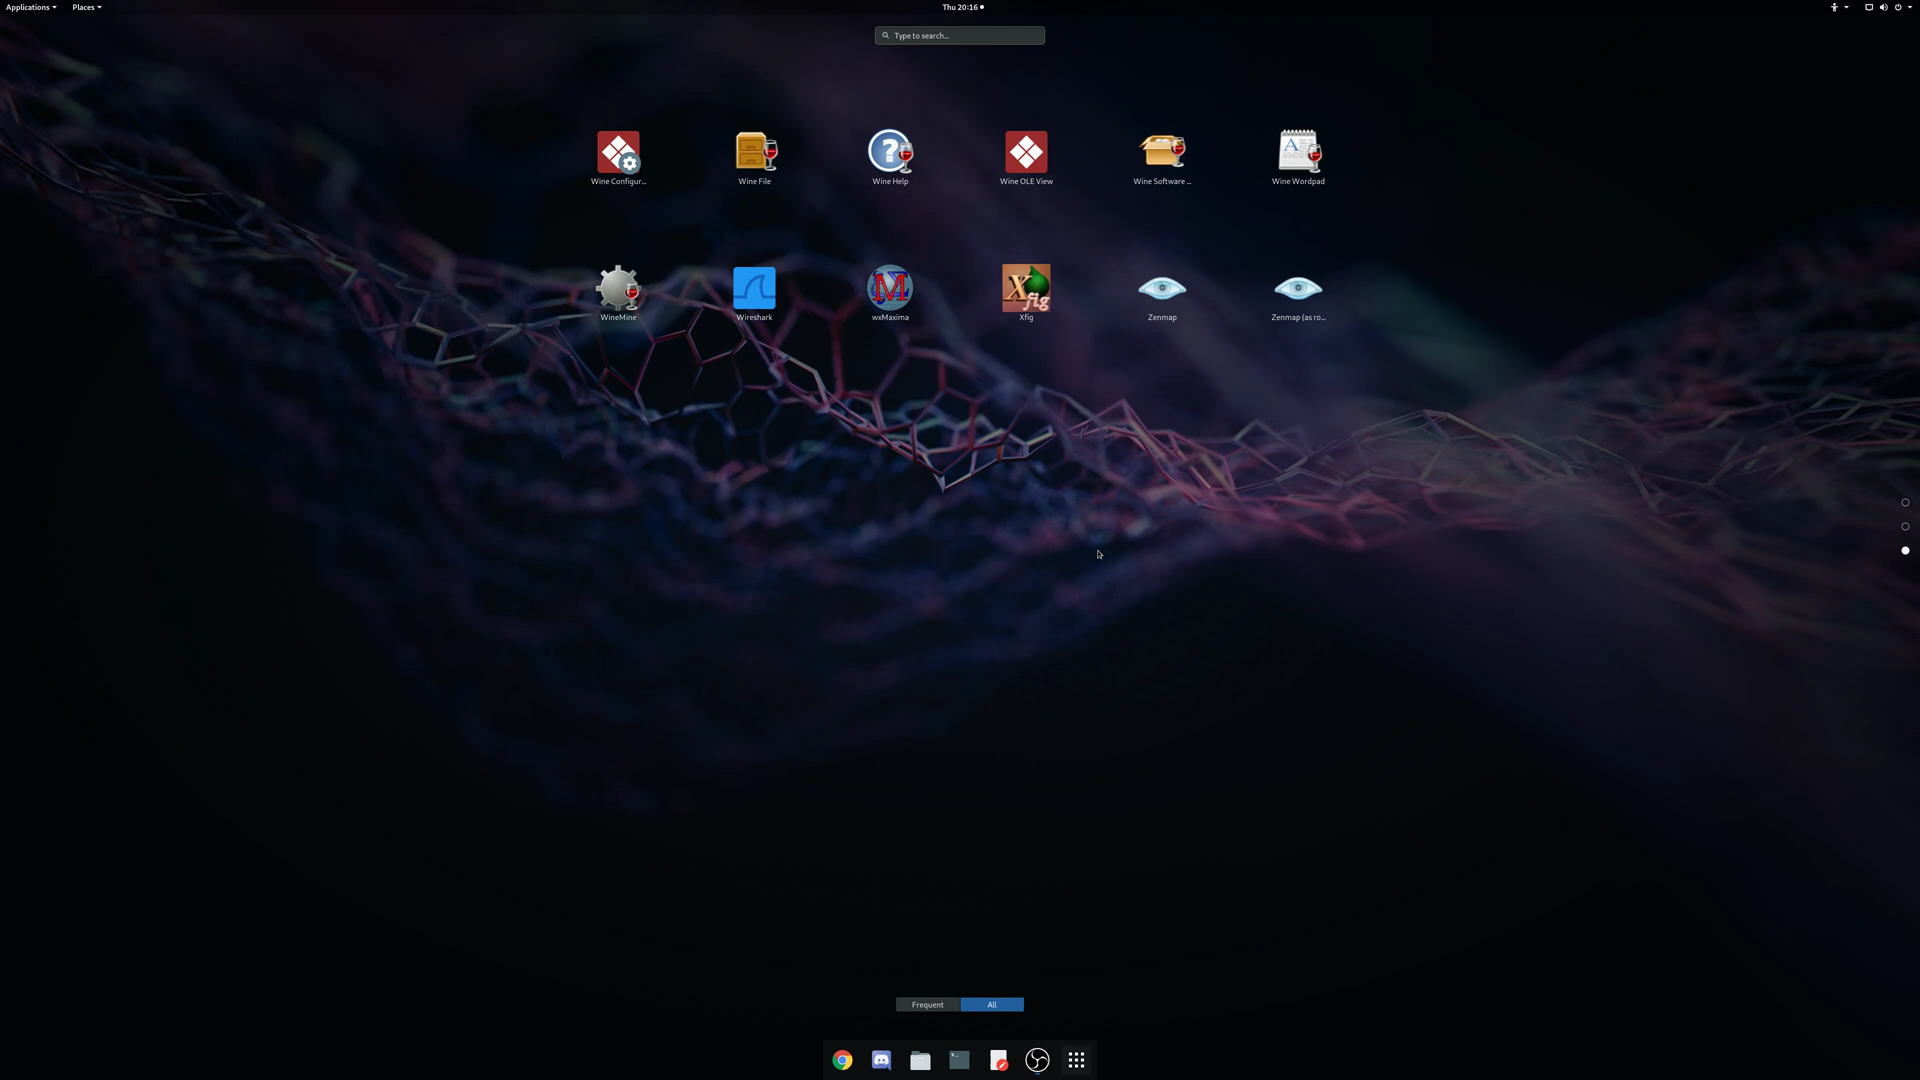 Applications Places Thu 20:16
Type to search...
Wine Configur... Wine File Wine Help Wine OLE View Wine Software ... Wine Wordpad
WineMine Wireshark wxMaxima Xfig Zenmap Zenmap (as ro...
Frequent All